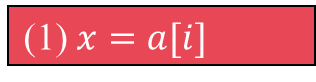 (1) x = a[i]